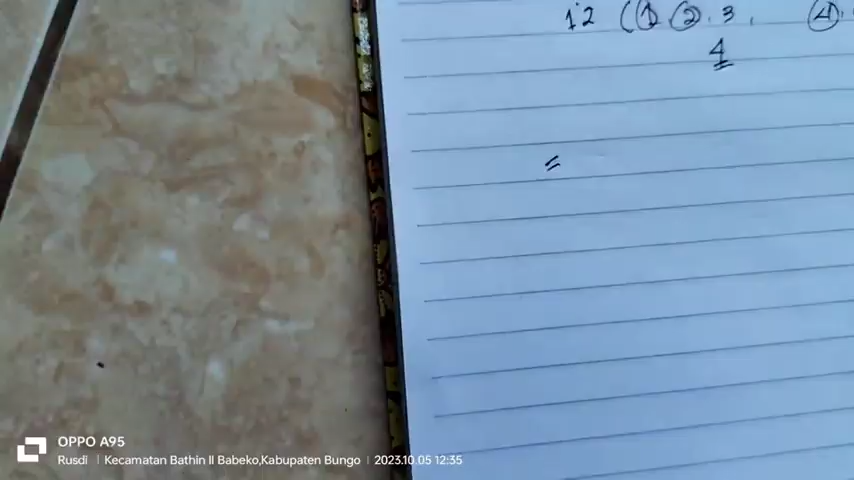 12 (① ② . 3 , ④
4
=
OPPO A95
Rusdi | Kecamatan Bathin II Babeko,Kabupaten Bungo | 2023.10.05 12:35